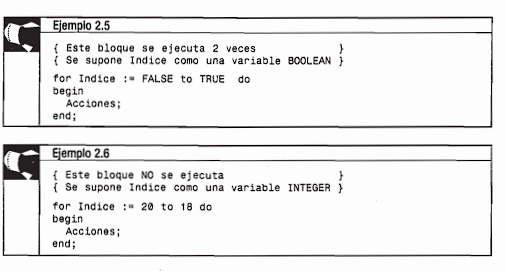 Ejemplo 2.5
{ Este bloque se ejecuta 2 veces }
{ Se supone Indice como una variable BOOLEAN }
for Indice := FALSE to TRUE do
begin
Acciones;
end;
Ejemplo 2.6
{ Este bloque NO se ejecuta }
{ Se supone Indice como una variable INTEGER }
for Indice := 20 to 18 do
begin
Acciones;
end;